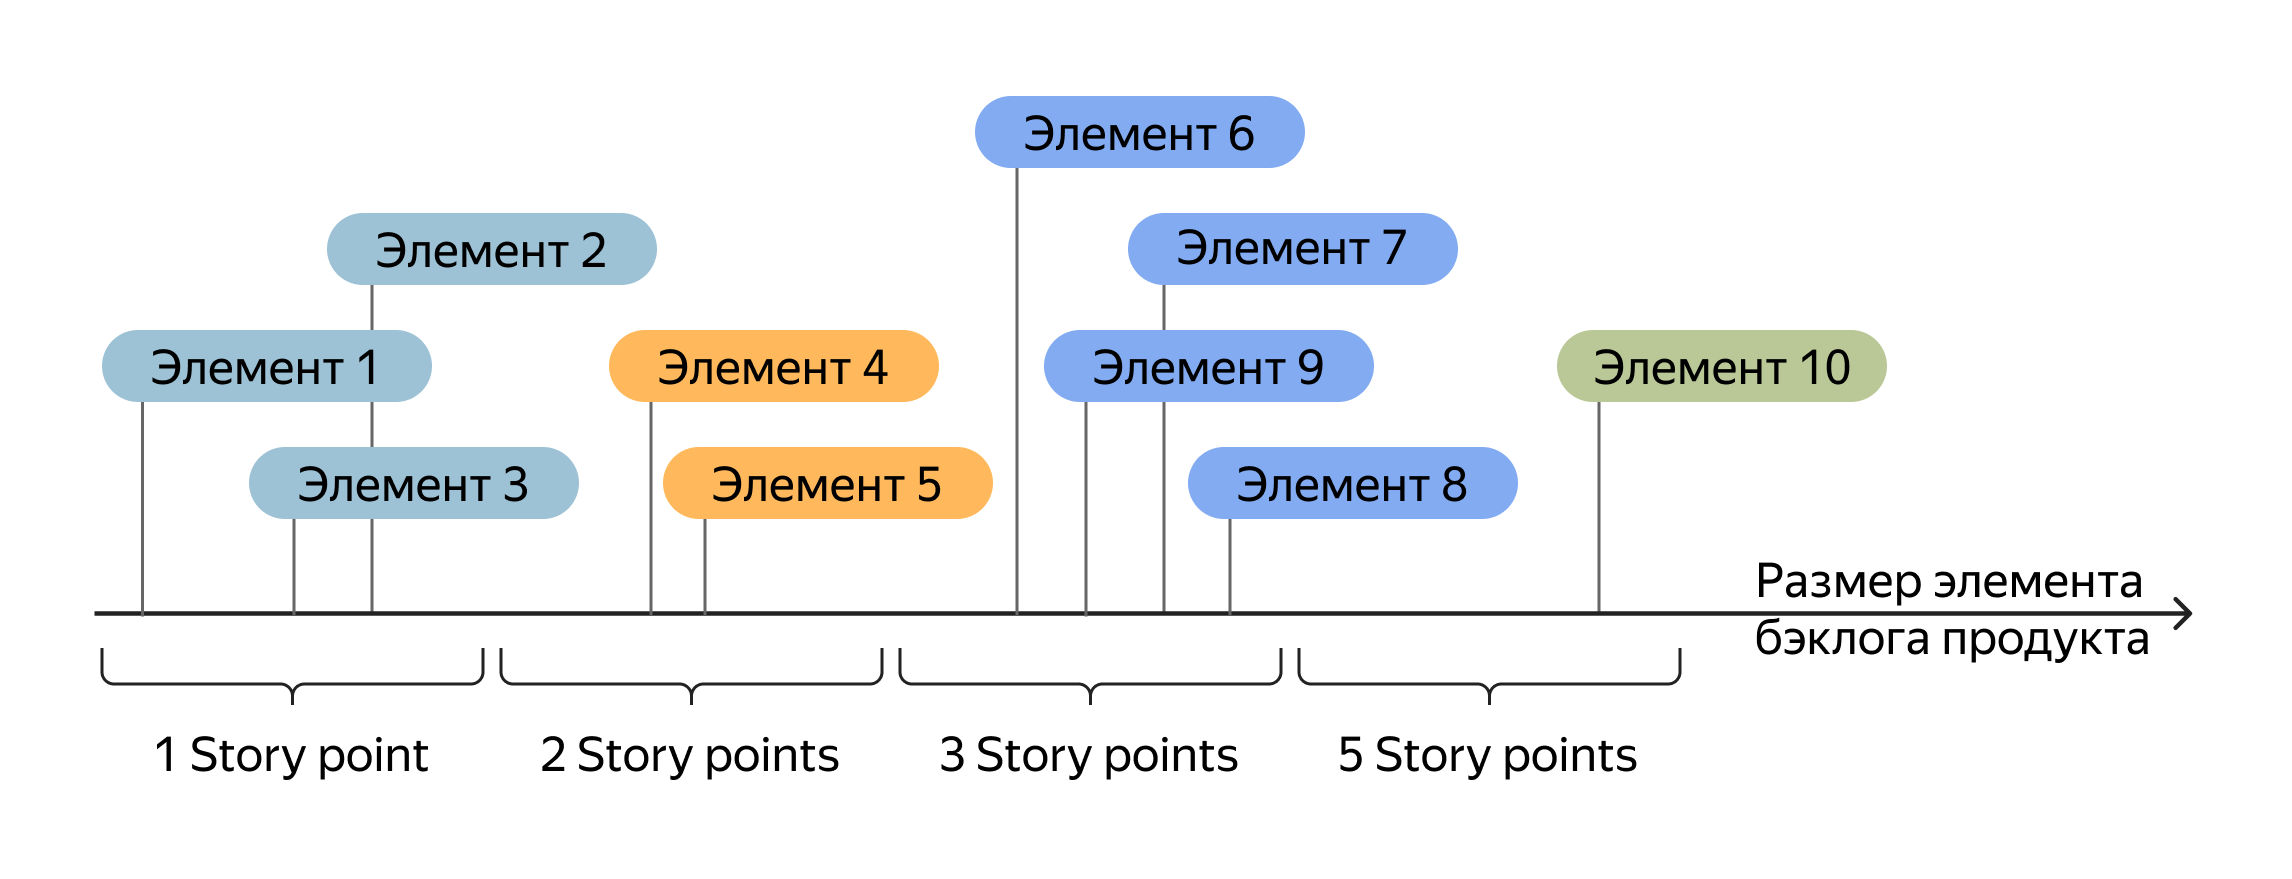 Элемент 6
Элемент 2
Элемент 7
Элемент 1
Элемент 4
Элемент 9
Элемент 10
Элемент 3
Элемент 5
Элемент 8
Размер элемента
бэклога продукта
1 Story point
2 Story points
3 Story points
5 Story points